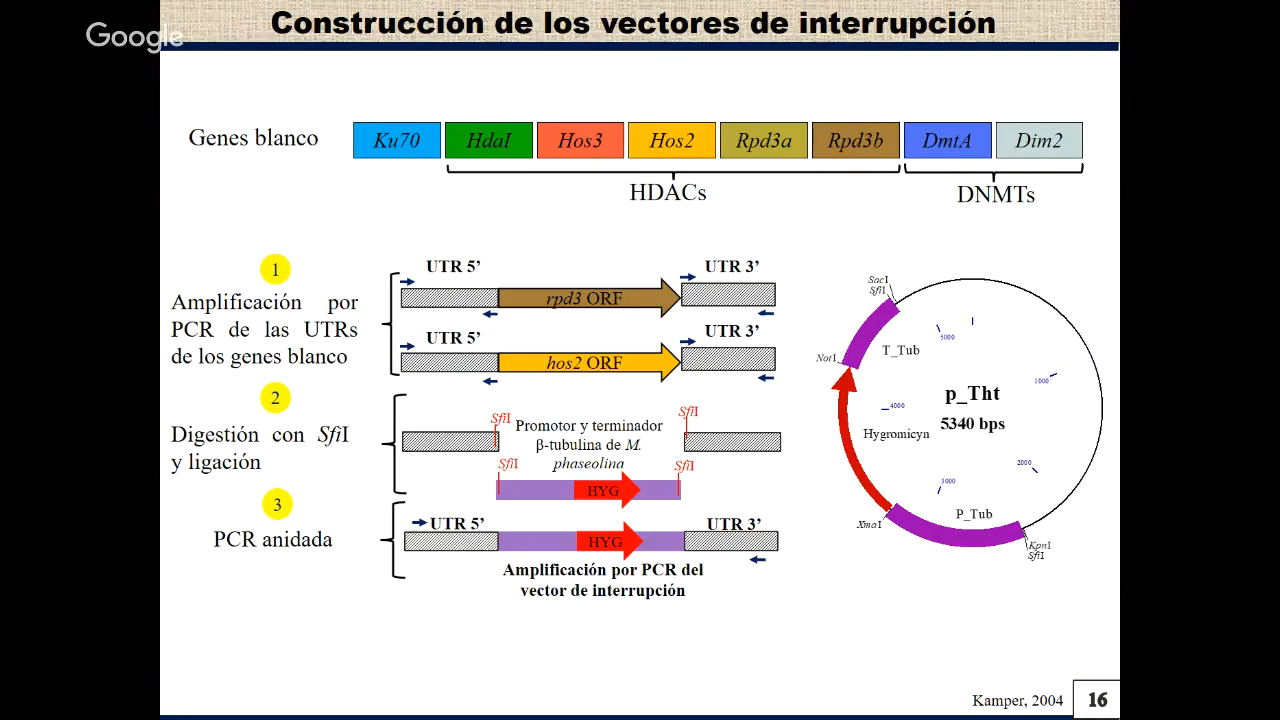 Construcción de los vectores de interrupción
Google
Genes blanco
Ku70
HdaI
Hos3
Hos2
Rpd3a
Rpd3b
DmtA
Dim2
HDACs
DNMTs
1
Amplificación por
PCR de las UTRs
de los genes blanco
UTR 5’
UTR 3’
rpd3 ORF
UTR 5’
UTR 3’
hos2 ORF
2
Digestión con SfiI
y ligación
SfiI
SfiI
Promotor y terminador
β-tubulina de M.
phaseolina
SfiI
SfiI
HYG
3
PCR anidada
UTR 5’
UTR 3’
HYG
Amplificación por PCR del
vector de interrupción
SacI
SfiI
NotI
T_Tub
5000
1000
p_Tht
5340 bps
4000
Hygromicyn
2000
3000
P_Tub
XmaI
KpnI
SfiI
Kamper, 2004
16